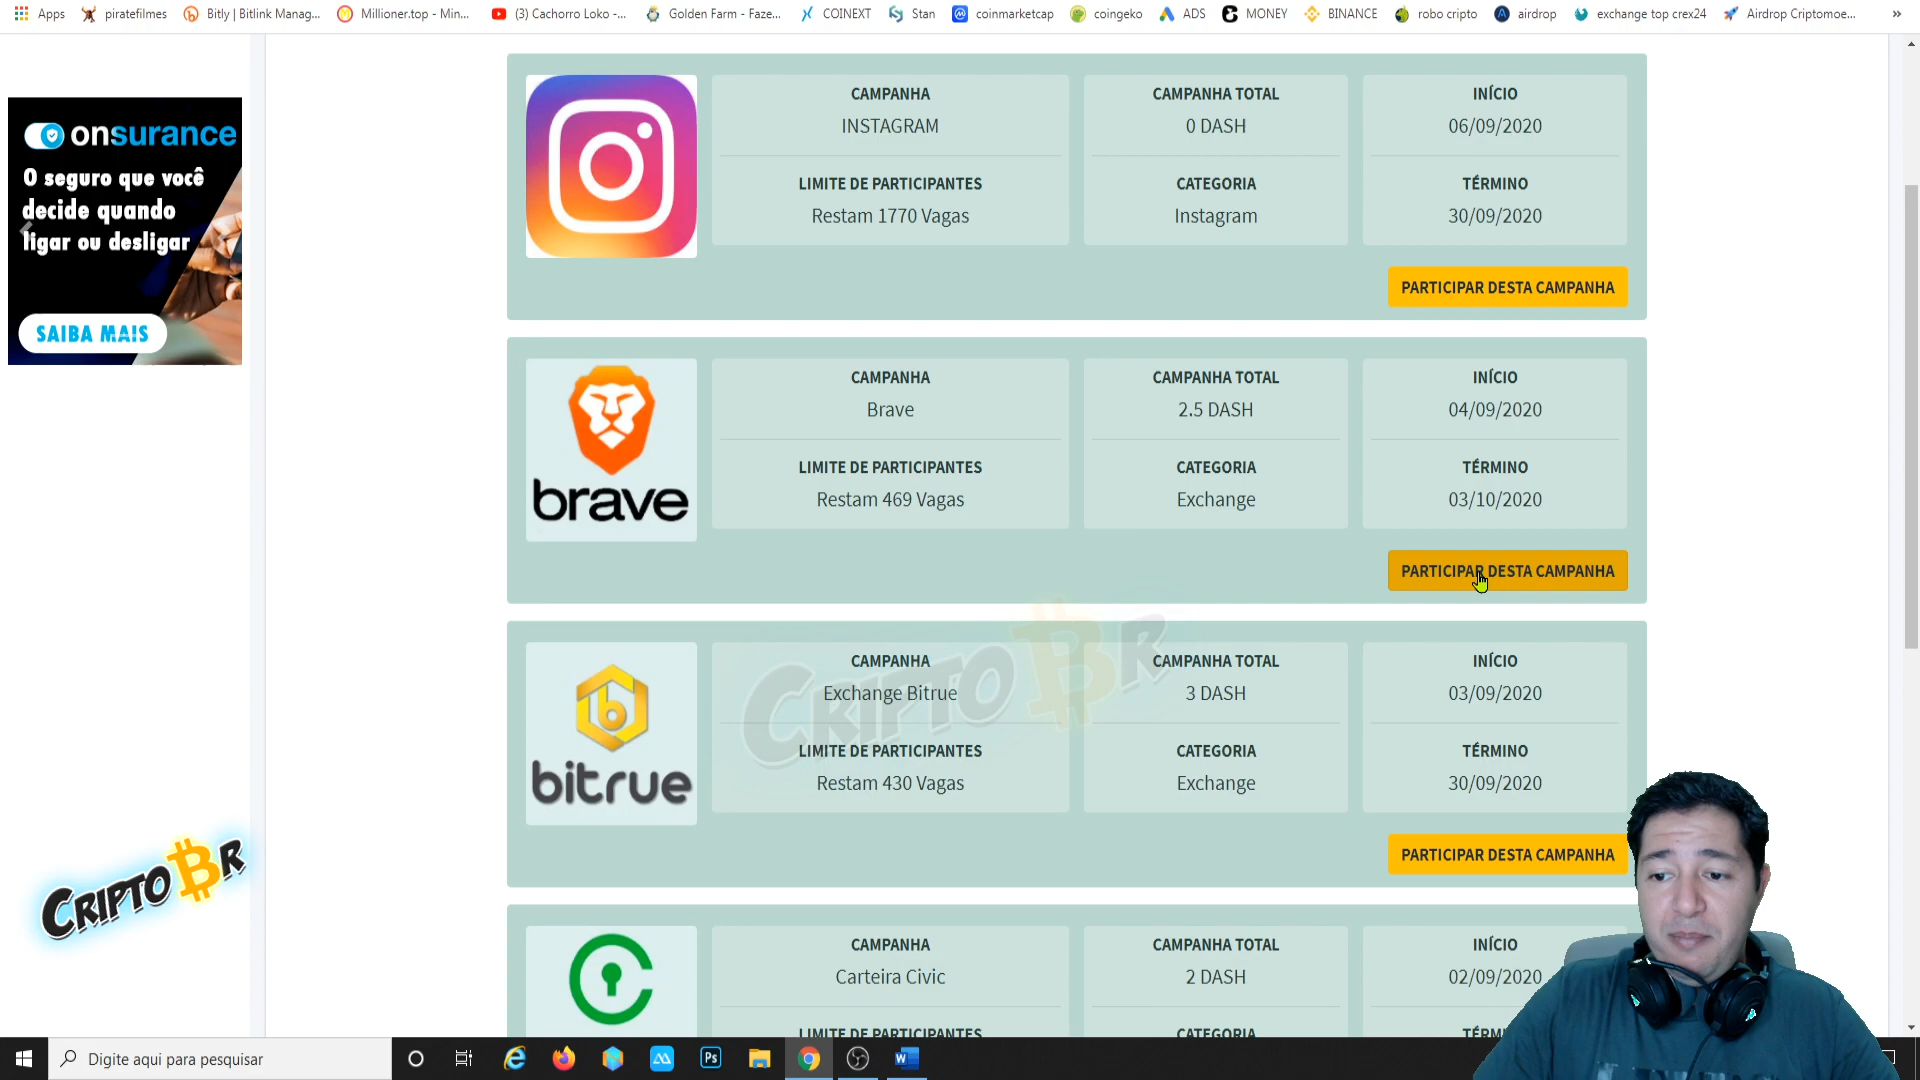 Apps piratefilmes Bitly | Bitlink Manag... Millioner.top - Min... (3) Cachorro Loko -... Golden Farm - Faze... COINEXT Stan coinmarketcap coingeko ADS MONEY BINANCE robo cripto airdrop exchange top crex24 Airdrop Criptomoe... »
onsurance
O seguro que você
decide quando
ligar ou desligar
SAIBA MAIS
CAMPANHA CAMPANHA TOTAL INÍCIO
INSTAGRAM 0 DASH 06/09/2020
LIMITE DE PARTICIPANTES CATEGORIA TÉRMINO
Restam 1770 Vagas Instagram 30/09/2020
PARTICIPAR DESTA CAMPANHA
brave
CAMPANHA CAMPANHA TOTAL INÍCIO
Brave 2.5 DASH 04/09/2020
LIMITE DE PARTICIPANTES CATEGORIA TÉRMINO
Restam 469 Vagas Exchange 03/10/2020
PARTICIPAR DESTA CAMPANHA
bitrue
CAMPANHA CAMPANHA TOTAL INÍCIO
Exchange Bitrue 3 DASH 03/09/2020
LIMITE DE PARTICIPANTES CATEGORIA TÉRMINO
Restam 430 Vagas Exchange 30/09/2020
PARTICIPAR DESTA CAMPANHA
CRIPTO BR
CRIPTO BR
CAMPANHA CAMPANHA TOTAL INÍCIO
Carteira Civic 2 DASH 02/09/2020
LIMITE DE PARTICIPANTES CATEGORIA
Digite aqui para pesquisar
Ps
W